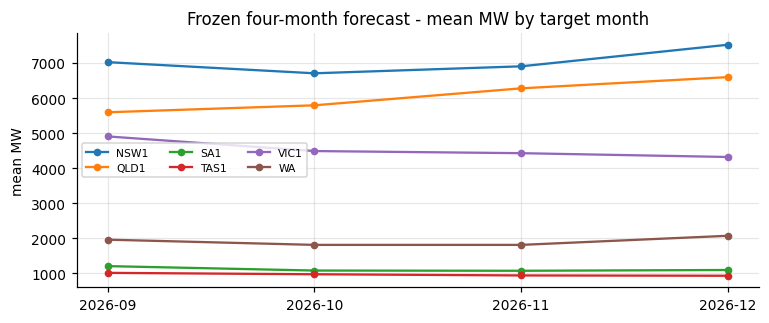 Frozen four-month forecast - mean MW by target month
mean MW
7000
6000
5000
4000
3000
2000
1000
NSW1 SA1 VIC1
QLD1 TAS1 WA
2026-09 2026-10 2026-11 2026-12